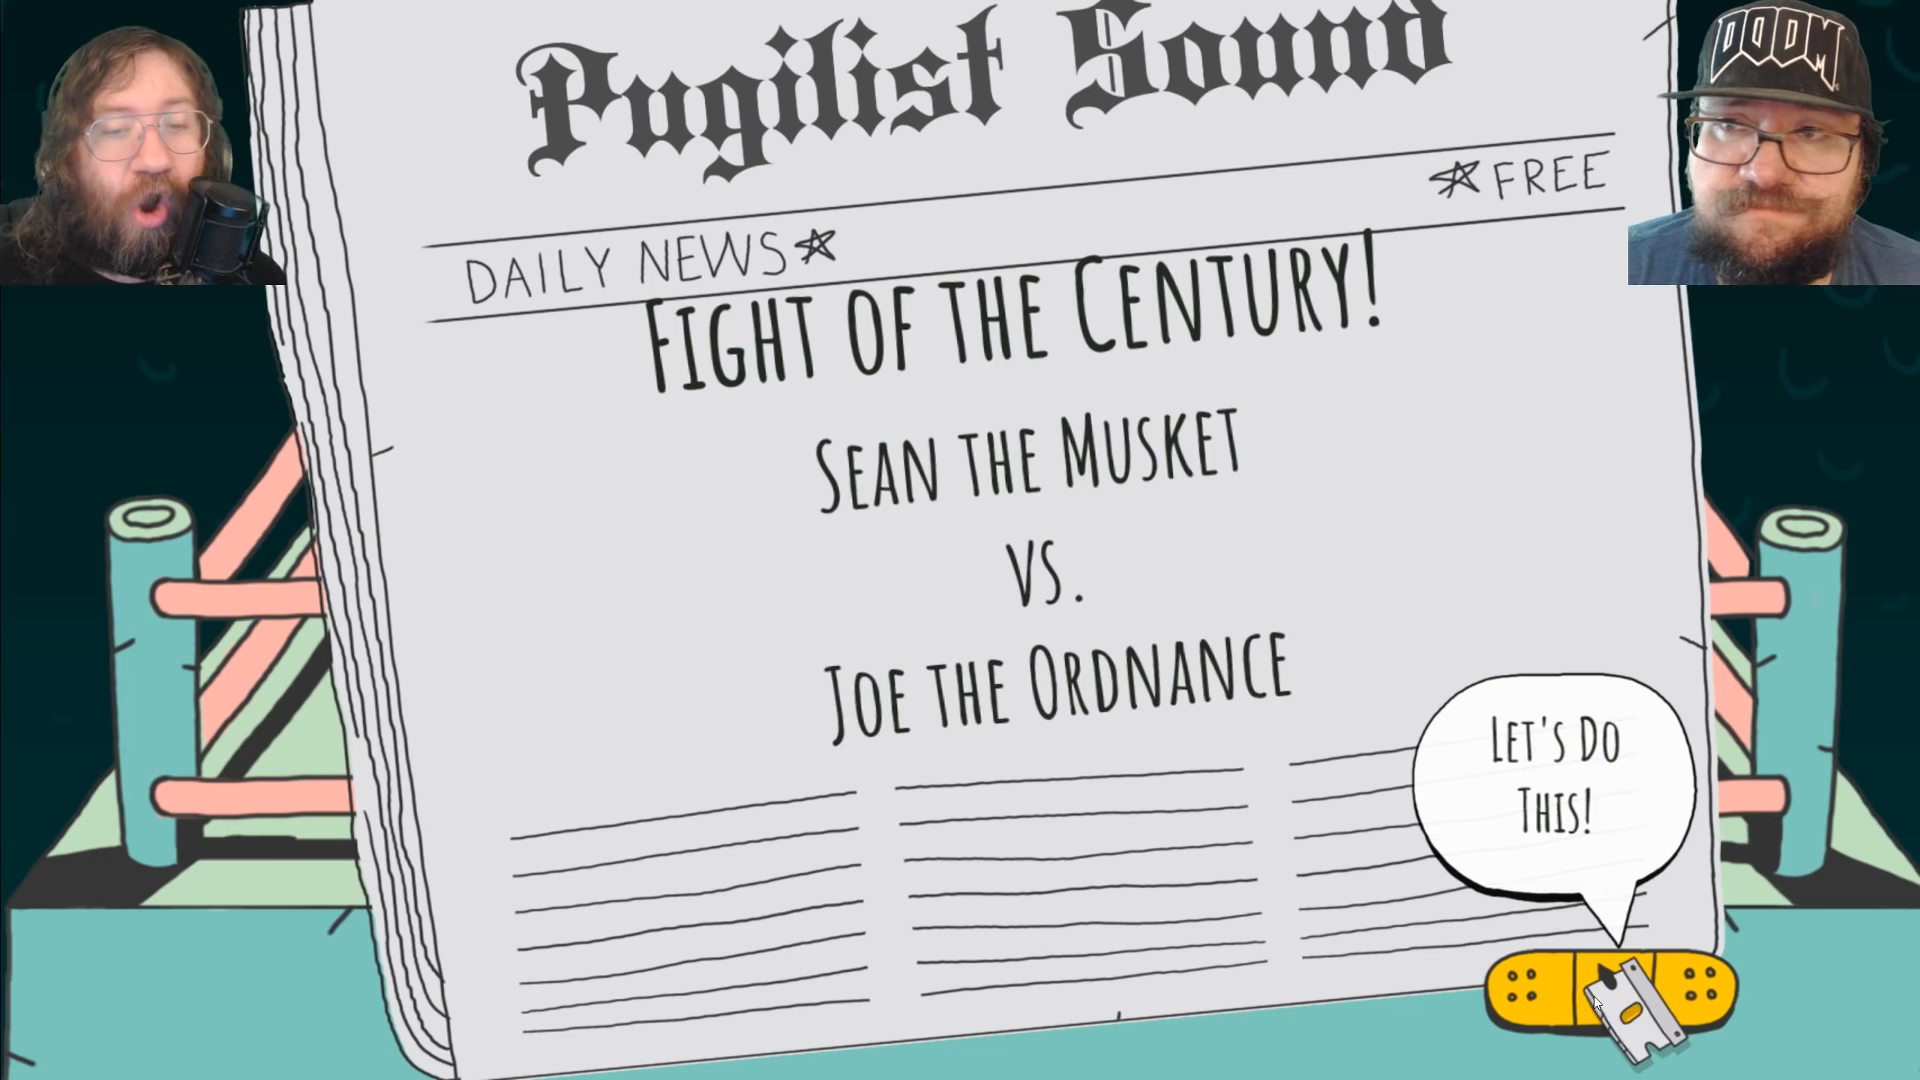 Pugilist Sound
DAILY NEWS
FREE
FIGHT OF THE CENTURY!
SEAN THE MUSKET
VS.
JOE THE ORDNANCE
LET'S DO
THIS!
DOOM